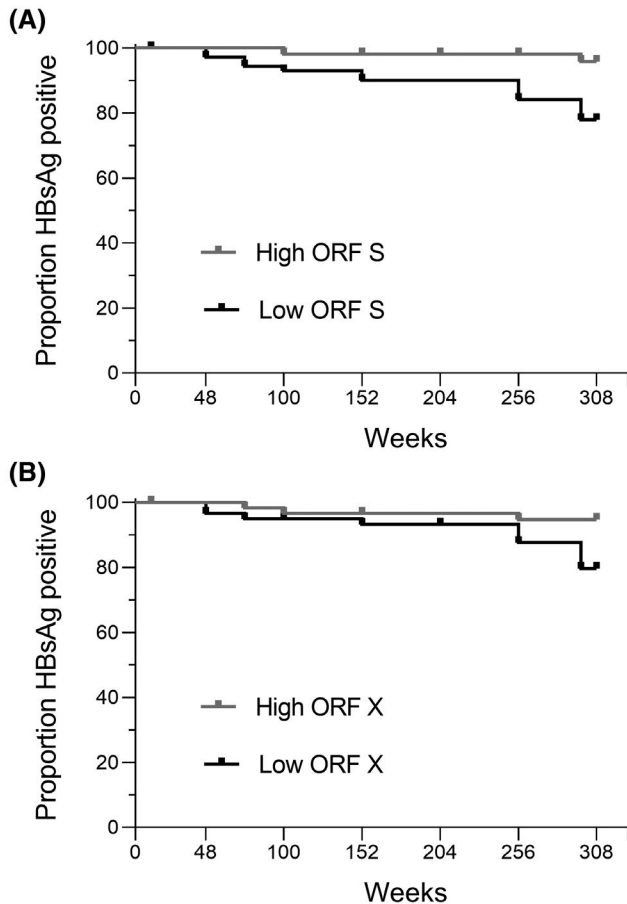 (A)
Proportion HBsAg positive
100
80
60
40
20
0
High ORF S
Low ORF S
0 48 100 152 204 256 308
Weeks
(B)
Proportion HBsAg positive
100
80
60
40
20
0
High ORF X
Low ORF X
0 48 100 152 204 256 308
Weeks